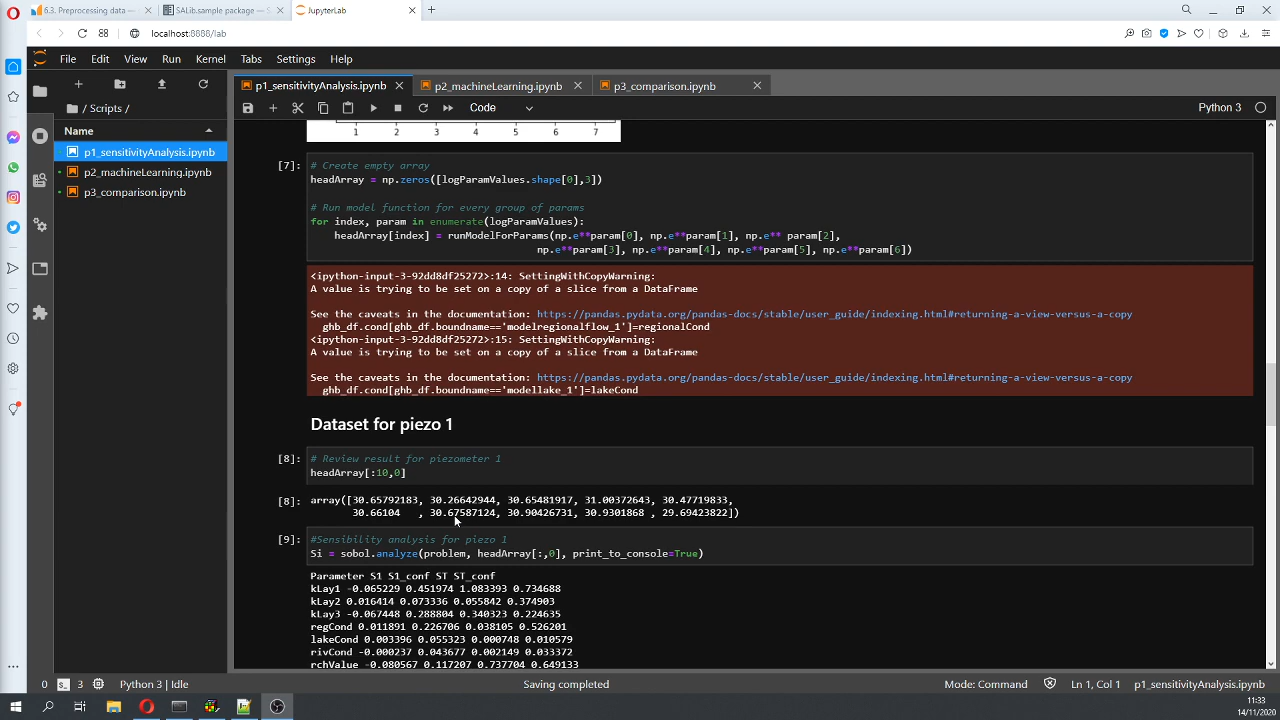 6.3. Preprocessing data —
SALib.sample package — S
JupyterLab
localhost:8888/lab
File Edit View Run Kernel Tabs Settings Help
p1_sensitivityAnalysis.ipynb
p2_machineLearning.ipynb
p3_comparison.ipynb
/ Scripts /
Code
Python 3
Name
p1_sensitivityAnalysis.ipynb
p2_machineLearning.ipynb
p3_comparison.ipynb
1 2 3 4 5 6 7
[7]:
# Create empty array
headArray = np.zeros([logParamValues.shape[0],3])
# Run model function for every group of params
for index, param in enumerate(logParamValues):
headArray[index] = runModelForParams(np.e**param[0], np.e**param[1], np.e** param[2],
np.e**param[3], np.e**param[4], np.e**param[5], np.e**param[6])
<ipython-input-3-92dd8df25272>:14: SettingWithCopyWarning:
A value is trying to be set on a copy of a slice from a DataFrame
See the caveats in the documentation: https://pandas.pydata.org/pandas-docs/stable/user_guide/indexing.html#returning-a-view-versus-a-copy
ghb_df.cond[ghb_df.boundname=='modelregionalflow_1']=regionalCond
<ipython-input-3-92dd8df25272>:15: SettingWithCopyWarning:
A value is trying to be set on a copy of a slice from a DataFrame
See the caveats in the documentation: https://pandas.pydata.org/pandas-docs/stable/user_guide/indexing.html#returning-a-view-versus-a-copy
ghb_df.cond[ghb_df.boundname=='modellake_1']=lakeCond
Dataset for piezo 1
[8]:
# Review result for piezometer 1
headArray[:10,0]
[8]:
array([30.65792183, 30.26642944, 30.65481917, 31.00372643, 30.47719833,
30.66104   , 30.67587124, 30.90426731, 30.9301868 , 29.69423822])
[9]:
#Sensibility analysis for piezo 1
Si = sobol.analyze(problem, headArray[:,0], print_to_console=True)
Parameter S1 S1_conf ST ST_conf
kLay1 -0.065229 0.451974 1.083393 0.734688
kLay2 0.016414 0.073336 0.055842 0.374903
kLay3 -0.067448 0.288804 0.340323 0.224635
regCond 0.011891 0.226706 0.038105 0.526201
lakeCond 0.003396 0.055323 0.000748 0.010579
rivCond -0.000237 0.043677 0.002149 0.033372
rchValue -0.080567 0.117207 0.737704 0.649133
0 3 Python 3 | Idle
Saving completed
Mode: Command
Ln 1, Col 1
p1_sensitivityAnalysis.ipynb
11:33
14/11/2020